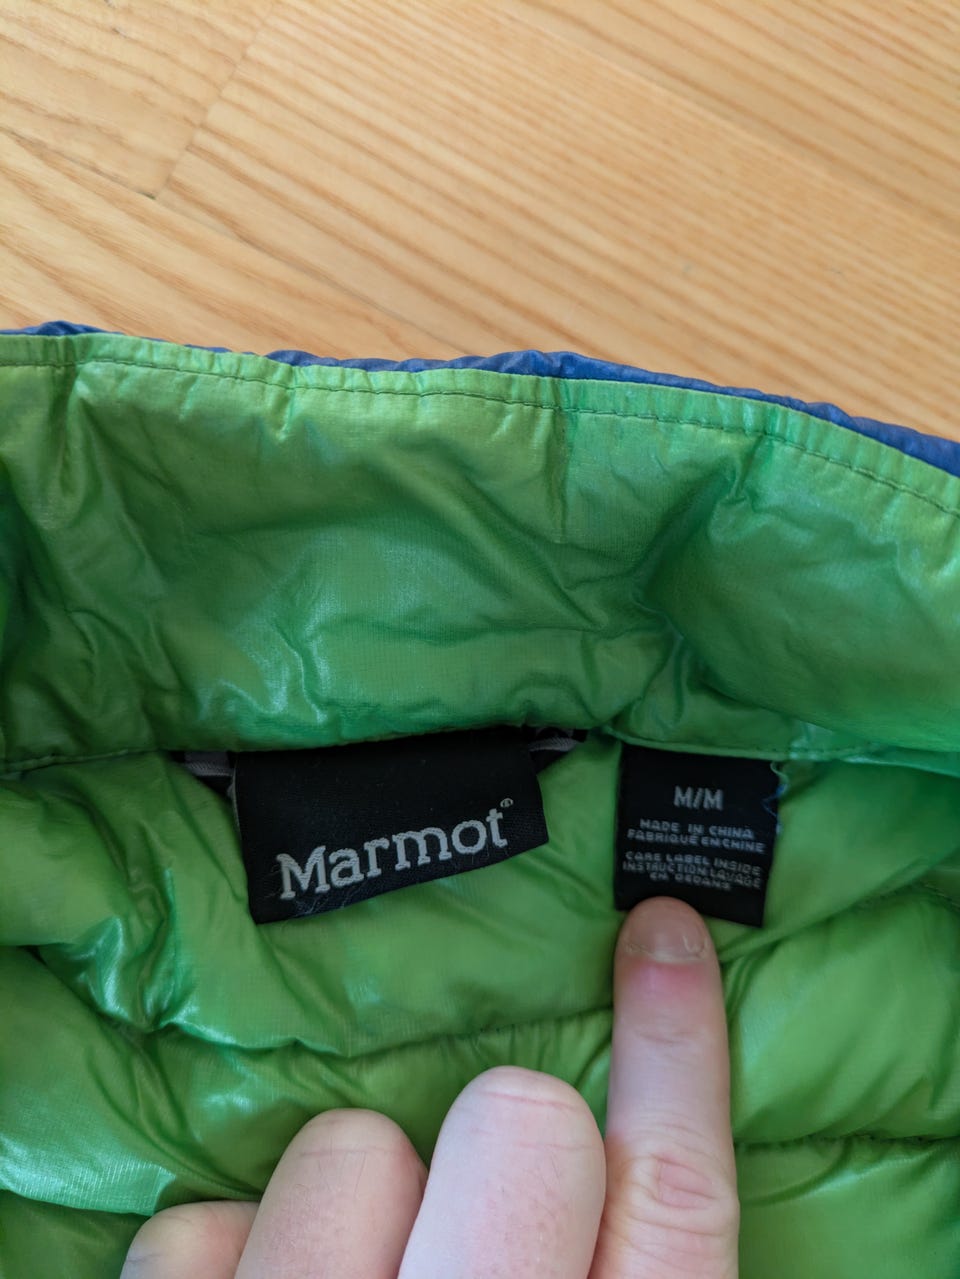 Marmot®
M/M
MADE IN CHINA
FABRIQUÉ EN CHINE
CARE LABEL INSIDE
INSTRUCTION LAVAGE
EN DEDANS